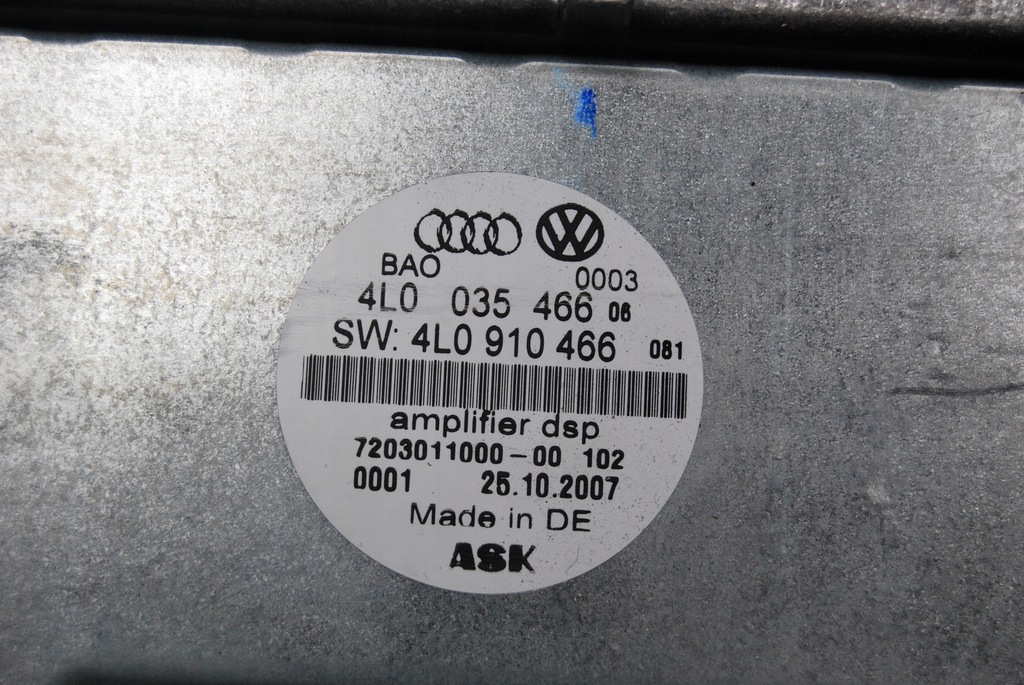 BAO 0003
4L0 035 466 06
SW: 4L0 910 466 081
amplifier dsp
7203011000-00 102
0001 25.10.2007
Made in DE
ASK